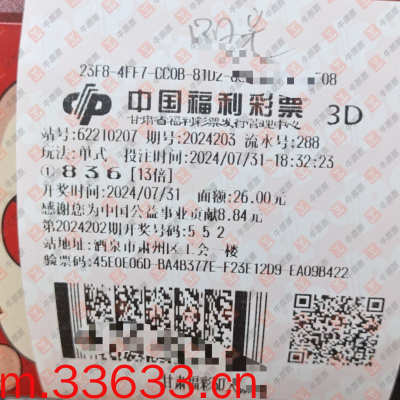 中国福利彩票 3D
甘肃省福利彩票发行管理中心
站号:62210207 期号:2024203 流水号:288
玩法:单式 投注时间:2024/07/31-18:32:23
① 8 3 6 [13倍]
开奖时间:2024/07/31 面额:26.00元
感谢您为中国公益事业贡献8.84元
第2024202期开奖号码:5 5 2
站地址:酒泉市肃州区工会一楼
验票码:45E0E06D-BA4B377E-F23E12D9-EA09B422
甘肃福彩
m.33633.cn